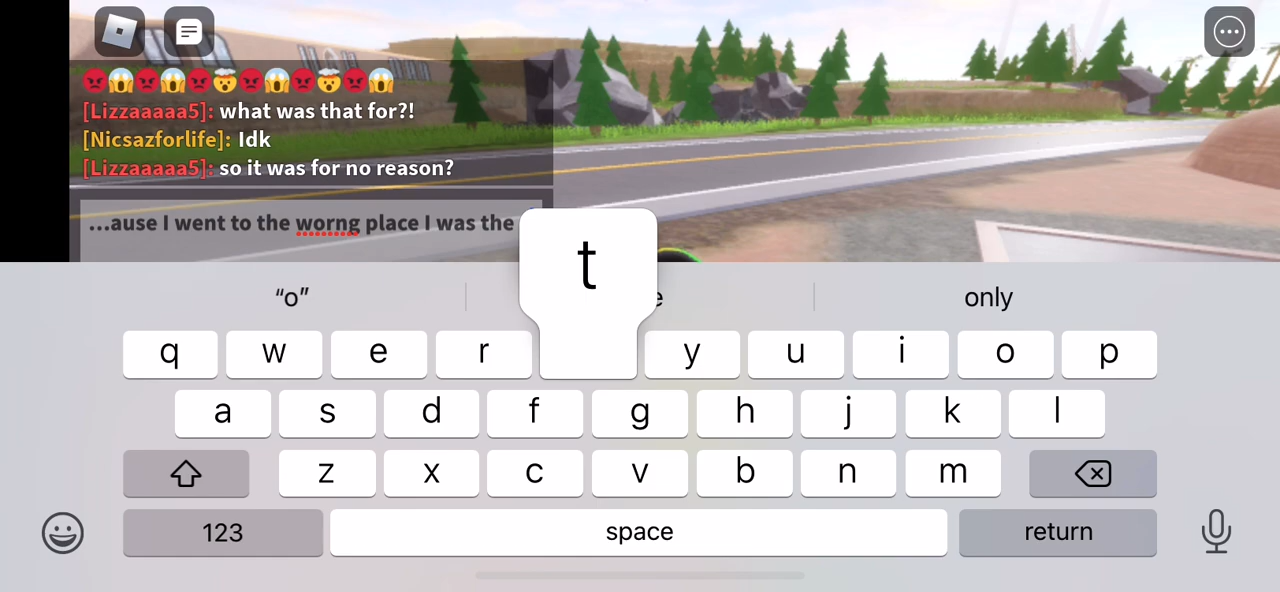 😡😱😡😱😡🤯😡😱😡🤯😡😱
[Lizzaaaaa5]: what was that for?!
[Nicsazforlife]: Idk
[Lizzaaaaa5]: so it was for no reason?
...ause I went to the worng place I was the
t
“o” only
q w e r y u i o p
a s d f g h j k l
z x c v b n m
123 space return